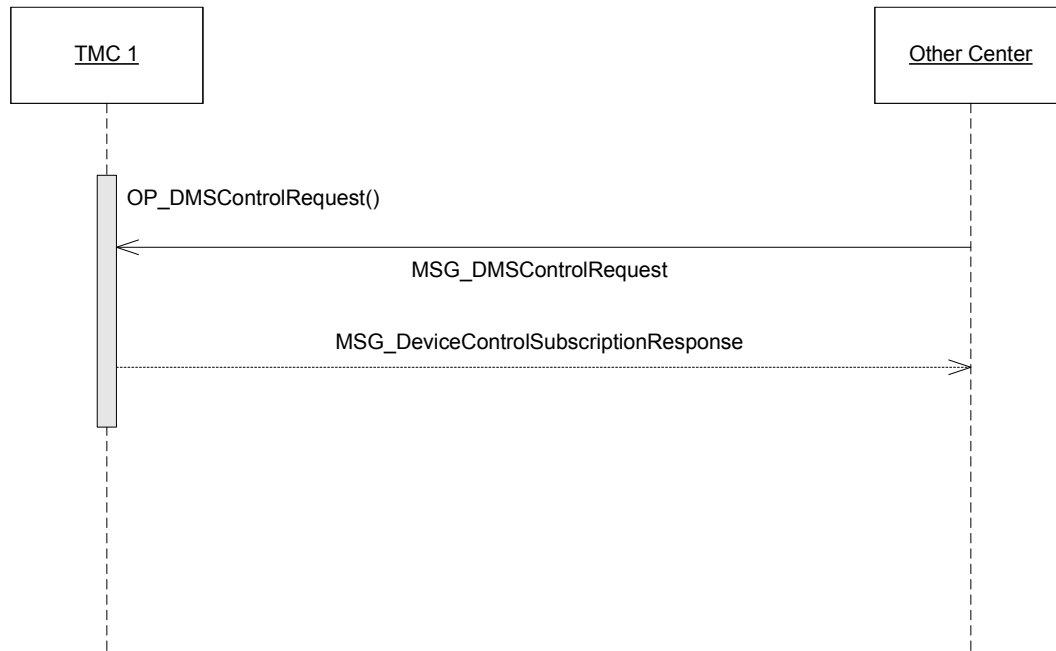 TMC 1
Other Center
OP_DMSControlRequest()
MSG_DMSControlRequest
MSG_DeviceControlSubscriptionResponse